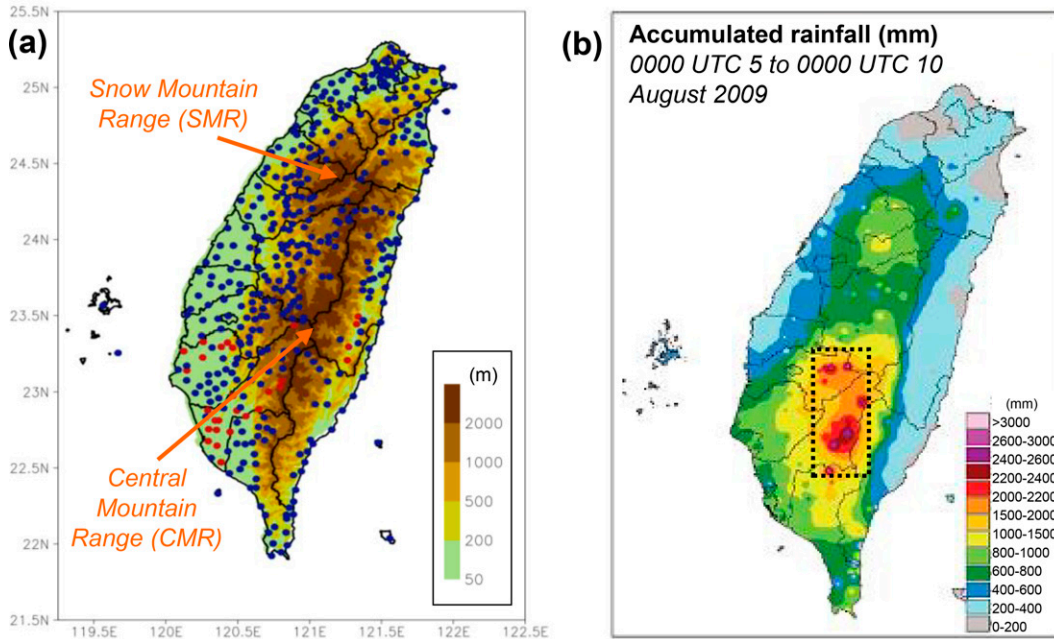 (a)
Snow Mountain
Range (SMR)
Central
Mountain
Range (CMR)
25.5N
25N
24.5N
24N
23.5N
23N
22.5N
22N
21.5N
119.5E 120E 120.5E 121E 121.5E 122E 122.5E
(m)
2000
1000
500
200
50
(b)
Accumulated rainfall (mm)
0000 UTC 5 to 0000 UTC 10
August 2009
(mm)
>3000
2600-3000
2400-2600
2200-2400
2000-2200
1500-2000
1000-1500
800-1000
600-800
400-600
200-400
0-200